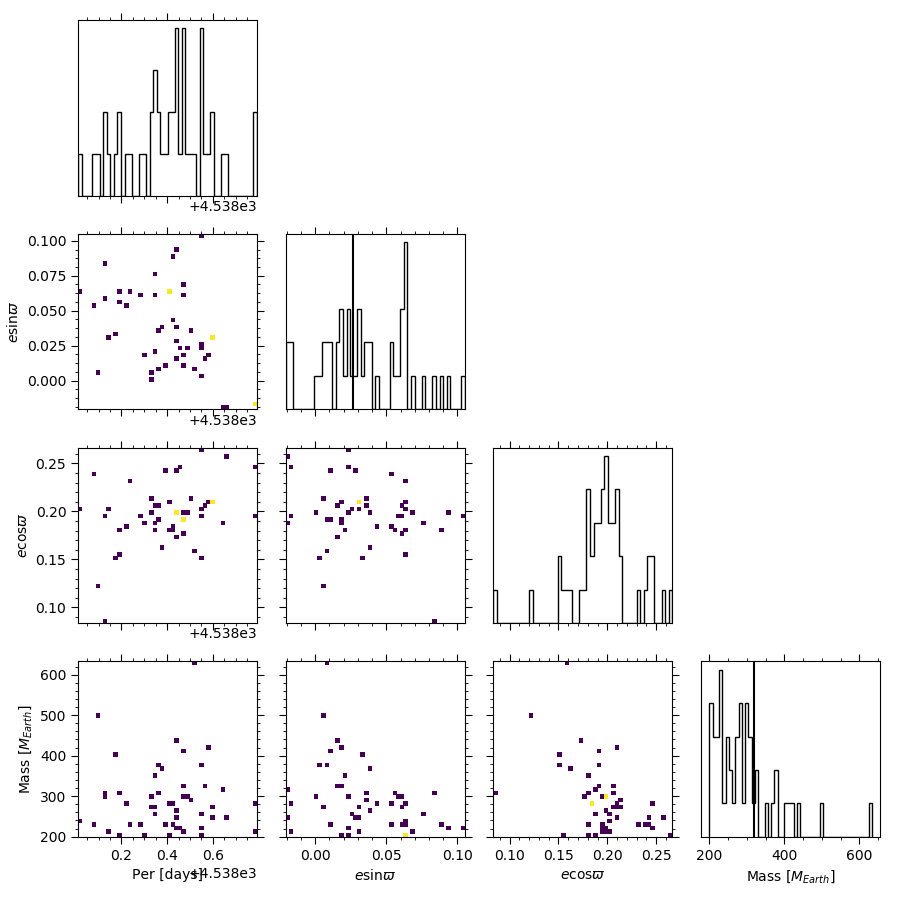 +4.538e3
0.100
0.075
0.050
0.025
0.000
esinϖ
+4.538e3
0.25
0.20
0.15
0.10
ecosϖ
+4.538e3
600
500
400
300
200
Mass [M_Earth]
0.2 0.4 0.6
Per [days] +4.538e3
0.00 0.05 0.10
esinϖ
0.10 0.15 0.20 0.25
ecosϖ
200 400 600
Mass [M_Earth]